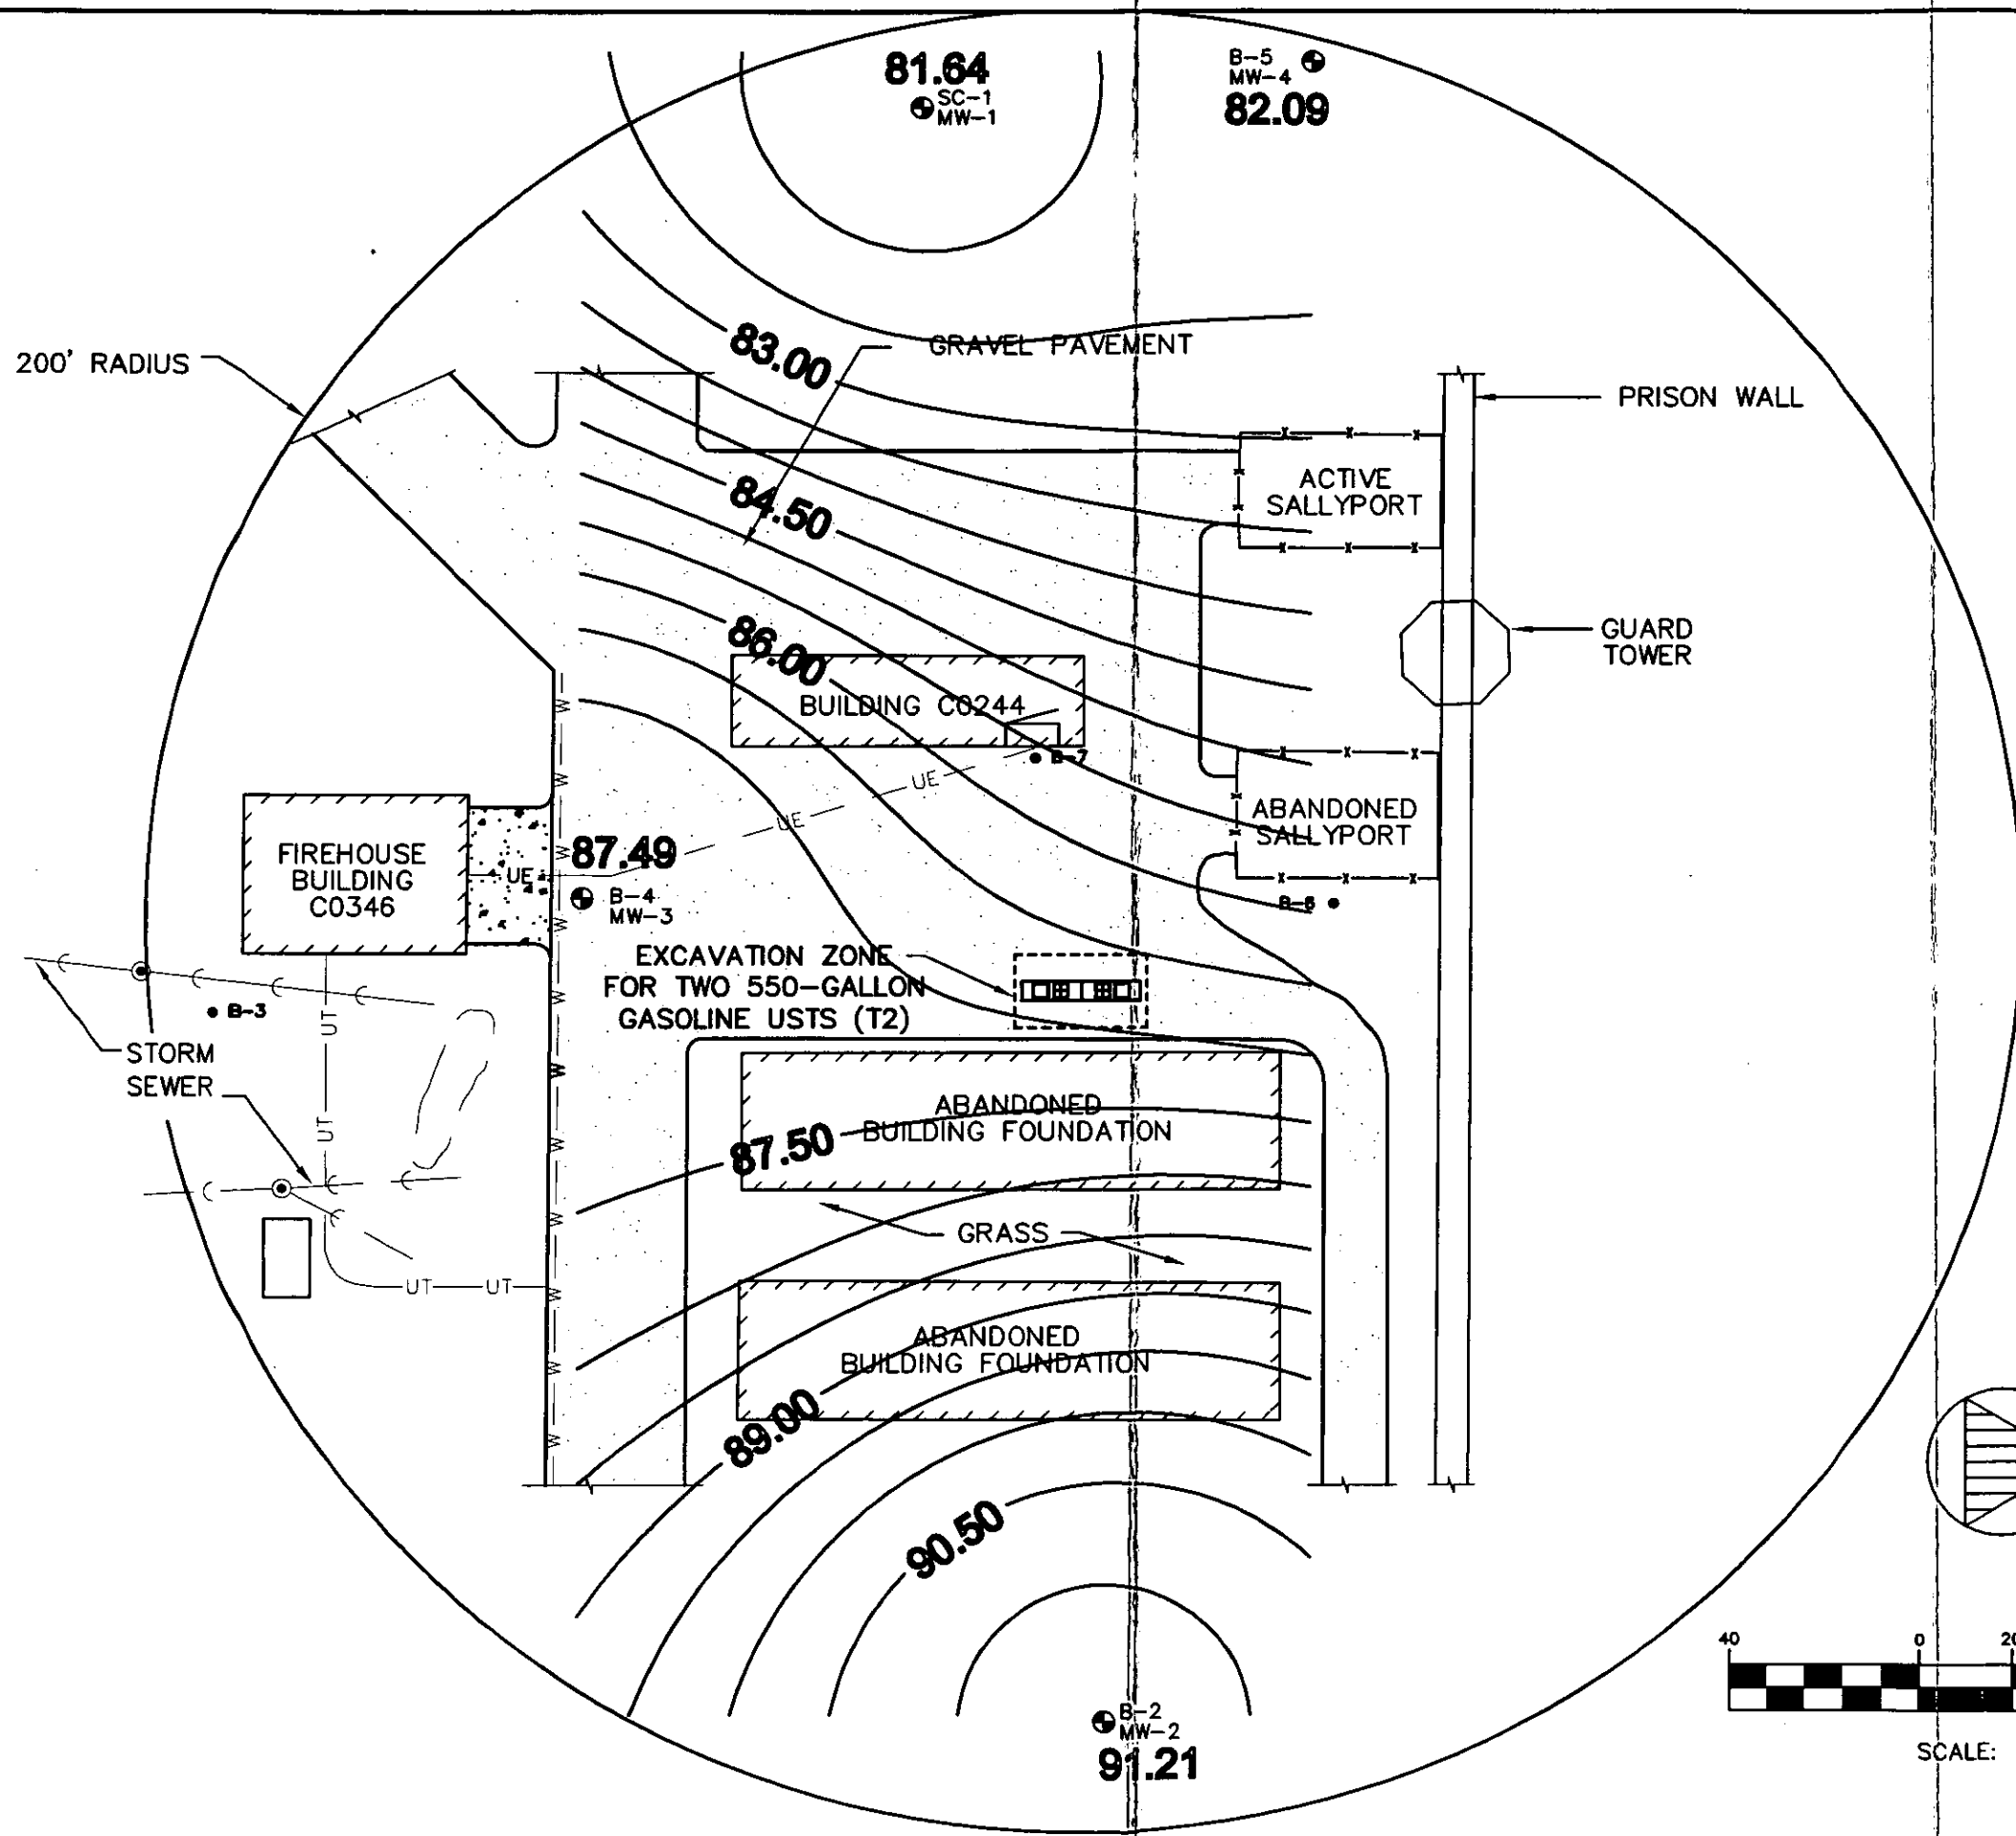 81.64
SC-1
MW-1
B-5
MW-4
82.09
200' RADIUS
83.00
GRAVEL PAVEMENT
PRISON WALL
ACTIVE
SALLYPORT
84.50
GUARD
TOWER
86.00
BUILDING C0244
B-7
UE
UE
ABANDONED
SALLYPORT
FIREHOUSE
BUILDING
C0346
UE
87.49
B-4
MW-3
B-6
EXCAVATION ZONE
FOR TWO 550-GALLON
GASOLINE USTS (T2)
B-3
UT
STORM
SEWER
UT
ABANDONED
BUILDING FOUNDATION
87.50
GRASS
UT
UT
W
W
W
W
W
W
W
W
W
W
ABANDONED
BUILDING FOUNDATION
89.00
90.50
B-2
MW-2
91.21
40
0
SCALE: